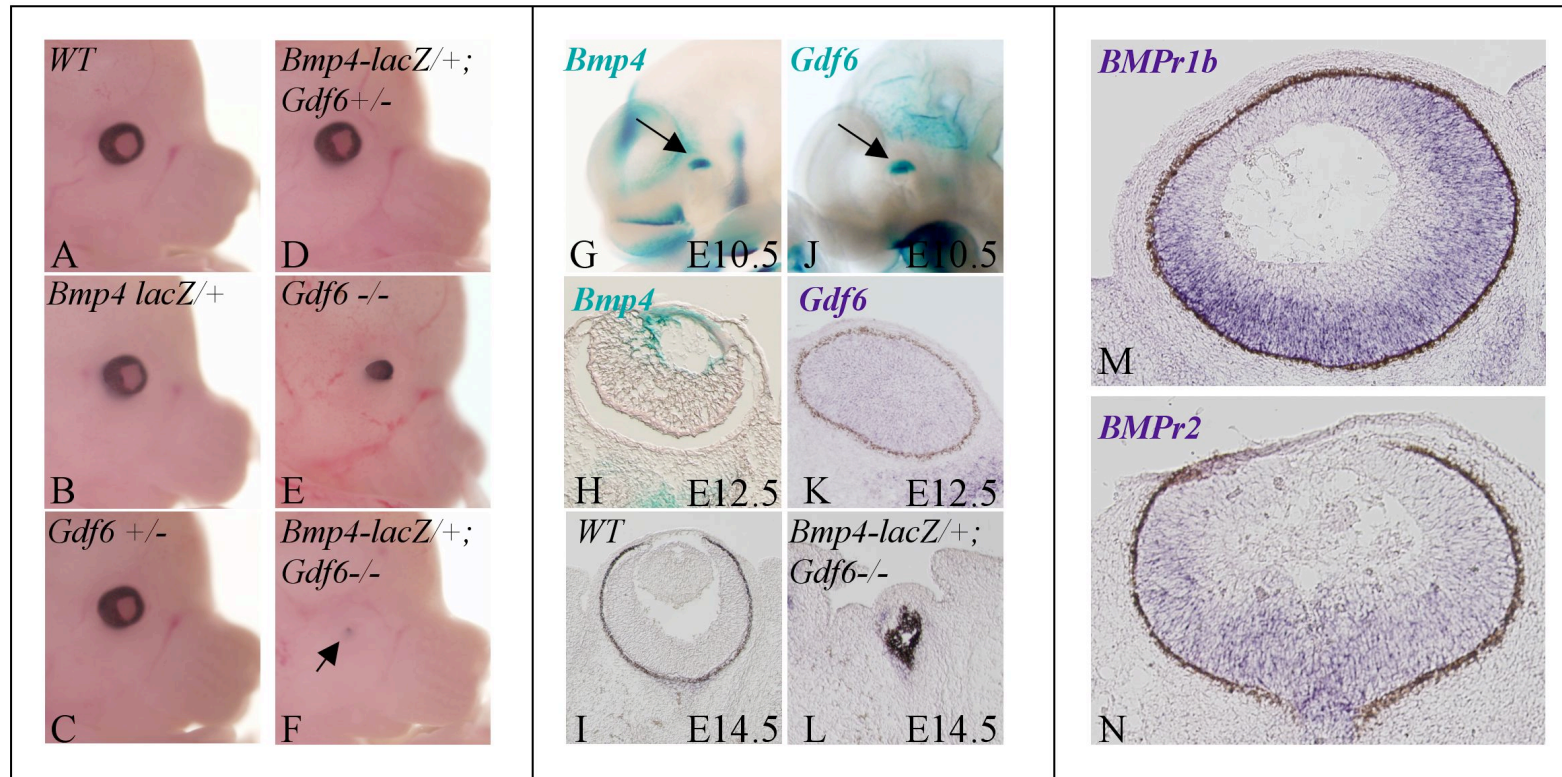 WT
A
Bmp4-lacZ/+;
Gdf6+/-
D
Bmp4 lacZ/+
B
Gdf6 -/-
E
Gdf6 +/-
C
Bmp4-lacZ/+;
Gdf6-/-
F
Bmp4
G E10.5
Gdf6
J E10.5
Bmp4
H E12.5
Gdf6
K E12.5
WT
I E14.5
Bmp4-lacZ/+;
Gdf6-/-
L E14.5
BMPr1b
M
BMPr2
N